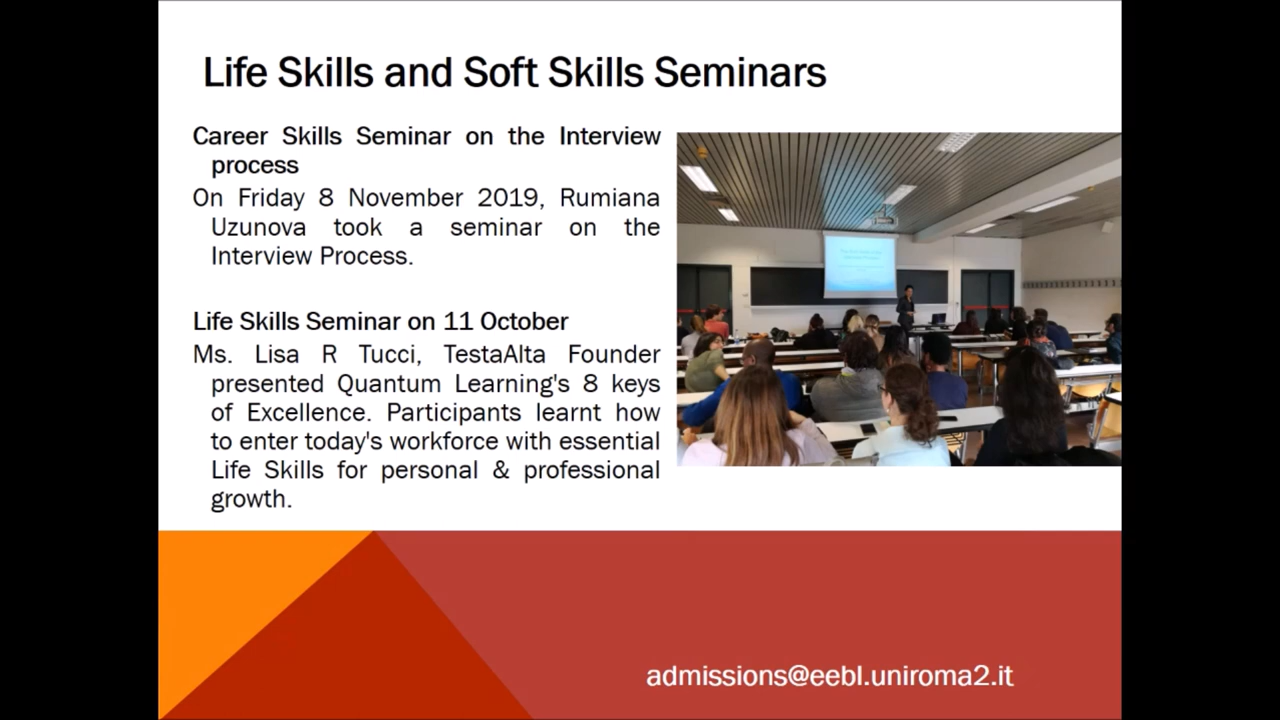 Life Skills and Soft Skills Seminars
Career Skills Seminar on the Interview
process
On Friday 8 November 2019, Rumiana
Uzunova took a seminar on the
Interview Process.
Life Skills Seminar on 11 October
Ms. Lisa R Tucci, TestaAlta Founder
presented Quantum Learning's 8 keys
of Excellence. Participants learnt how
to enter today's workforce with essential
Life Skills for personal & professional
growth.
admissions@eebl.uniroma2.it